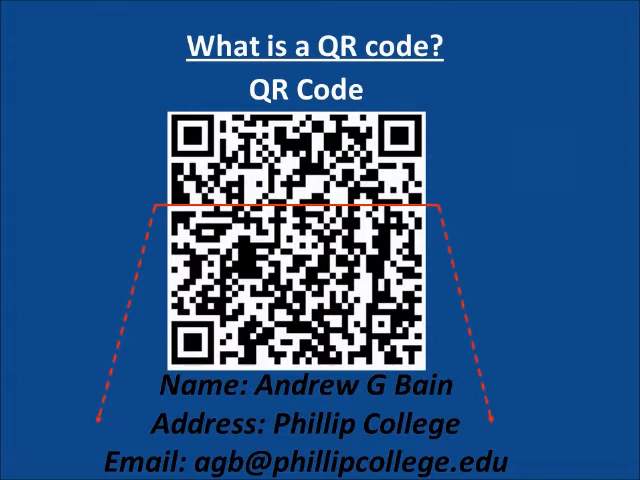 What is a QR code?
QR Code
Name: Andrew G Bain
Address: Phillip College
Email: agb@phillipcollege.edu